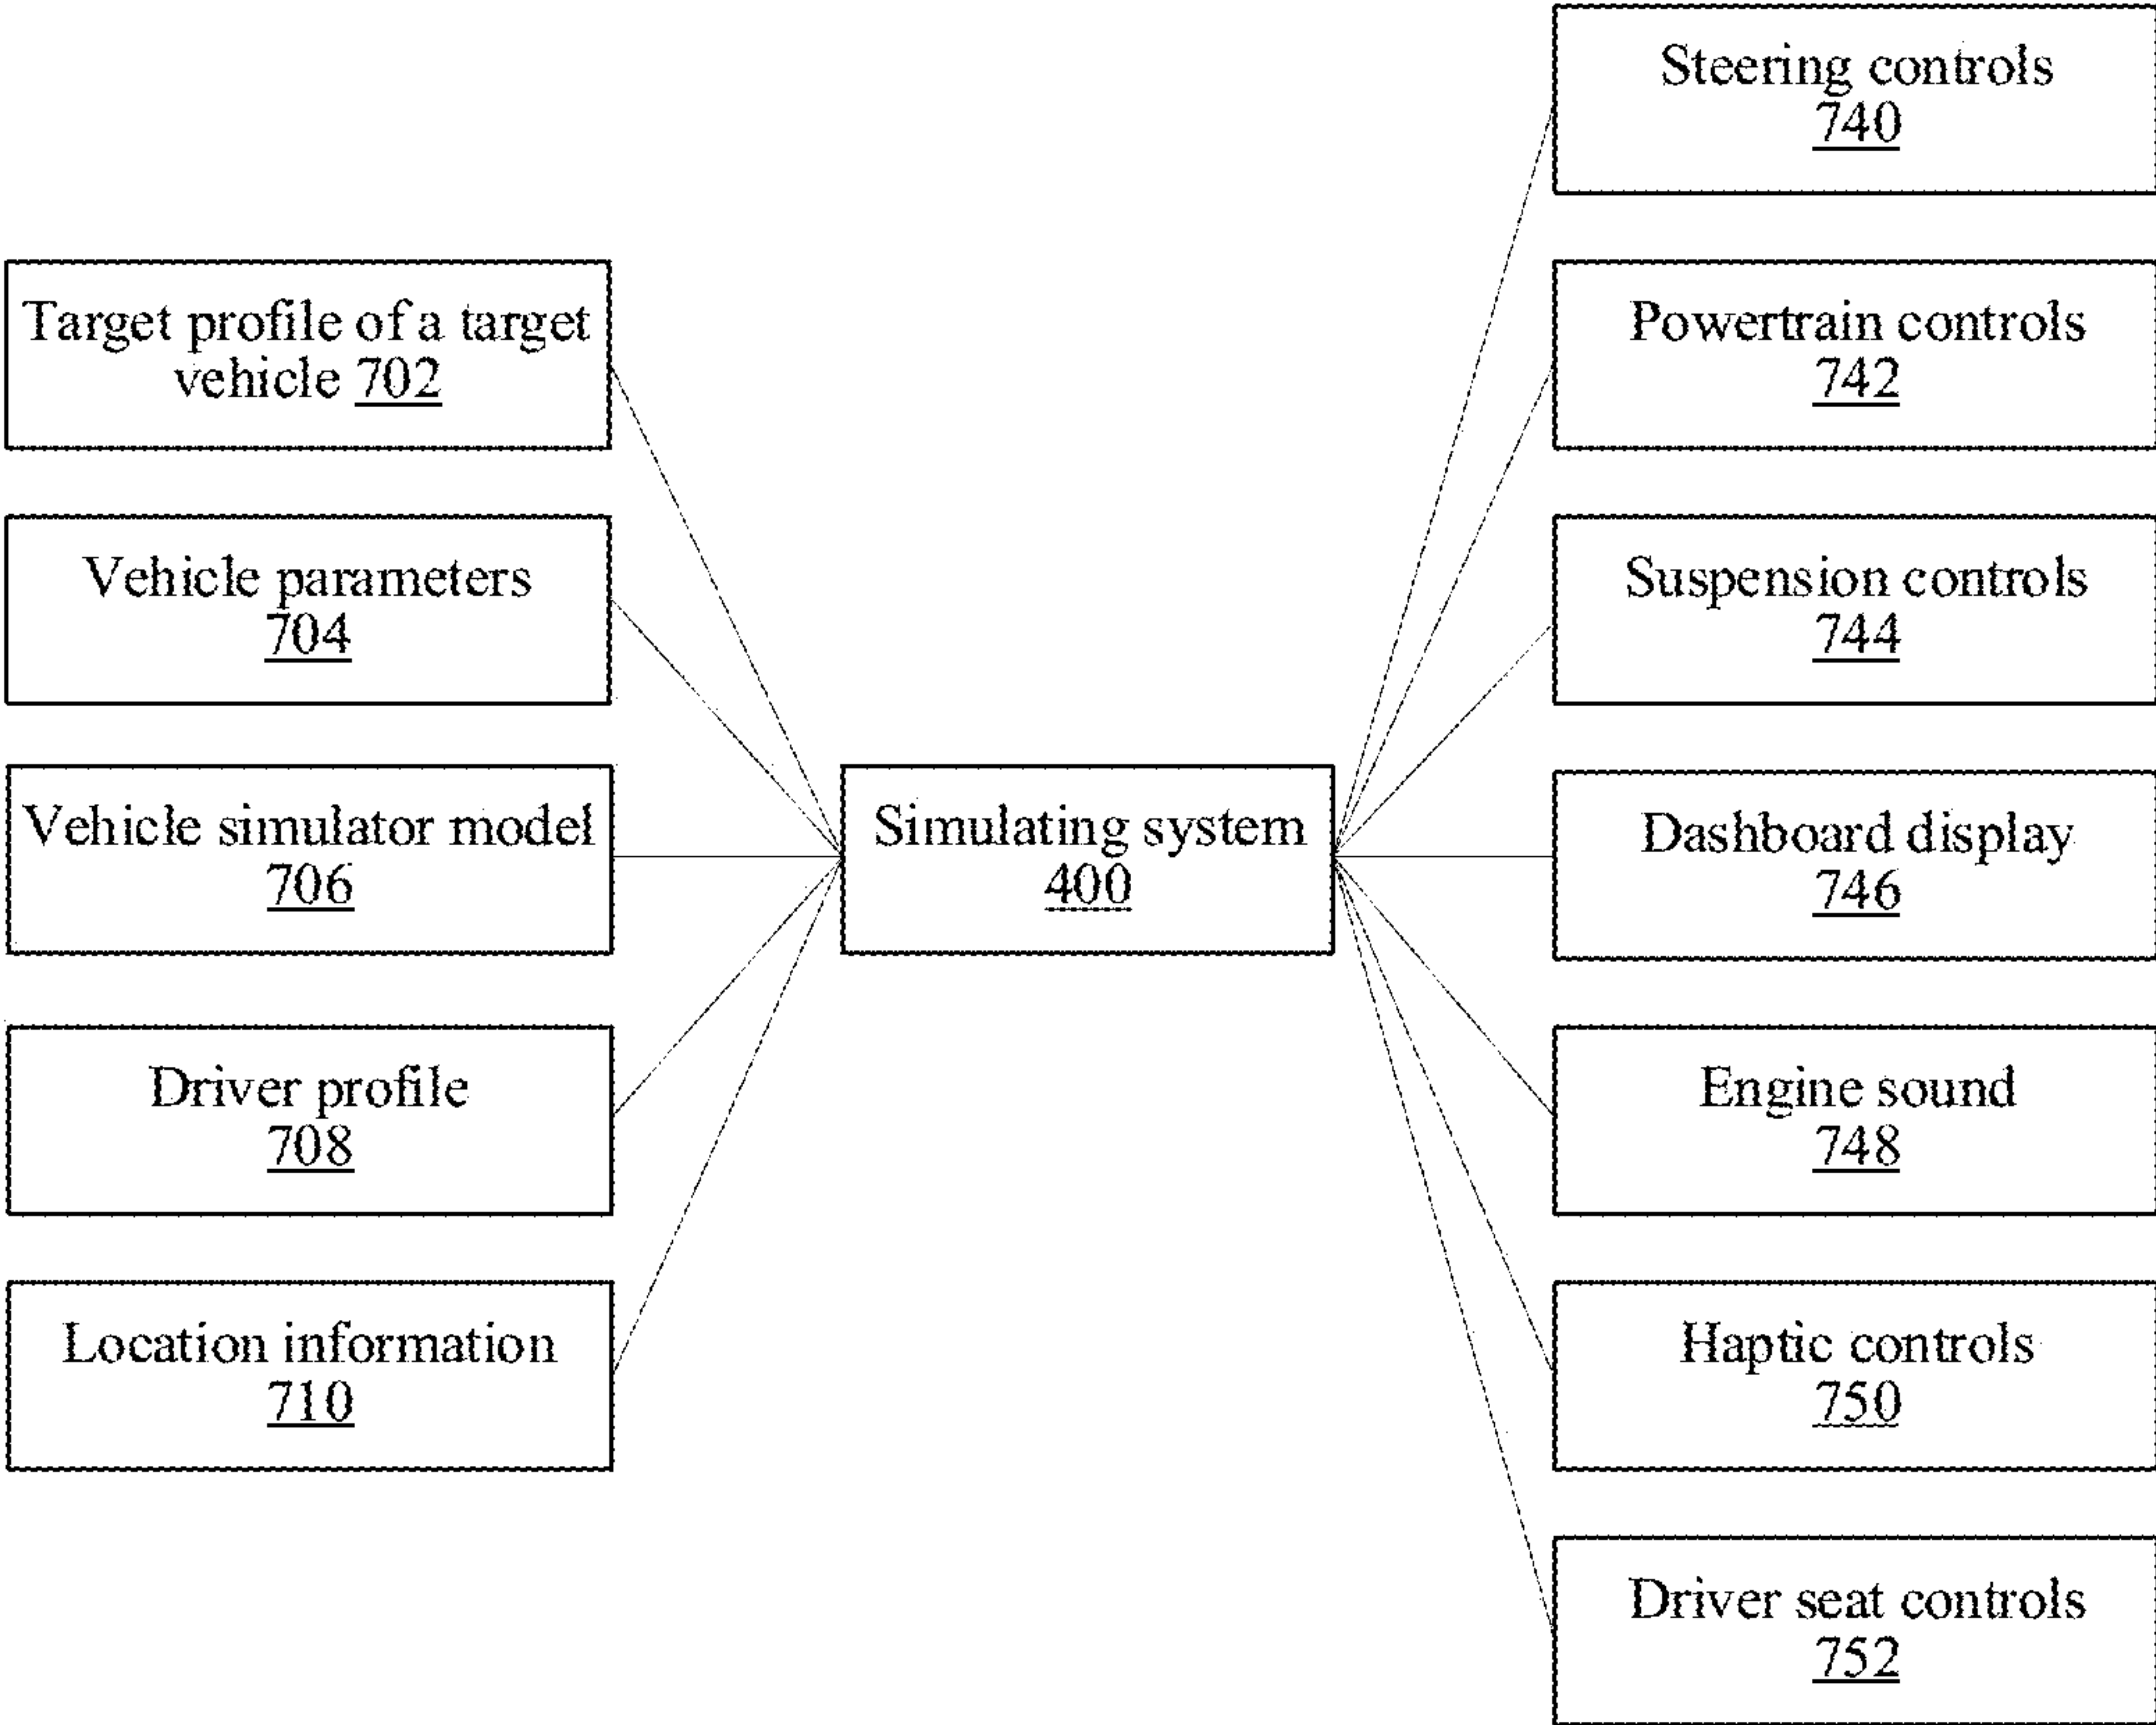 Target profile of a target
vehicle 702
Vehicle parameters
704
Vehicle simulator model
706
Driver profile
708
Location information
710
Simulating system
400
Steering controls
740
Powertrain controls
742
Suspension controls
744
Dashboard display
746
Engine sound
748
Haptic controls
750
Driver seat controls
752